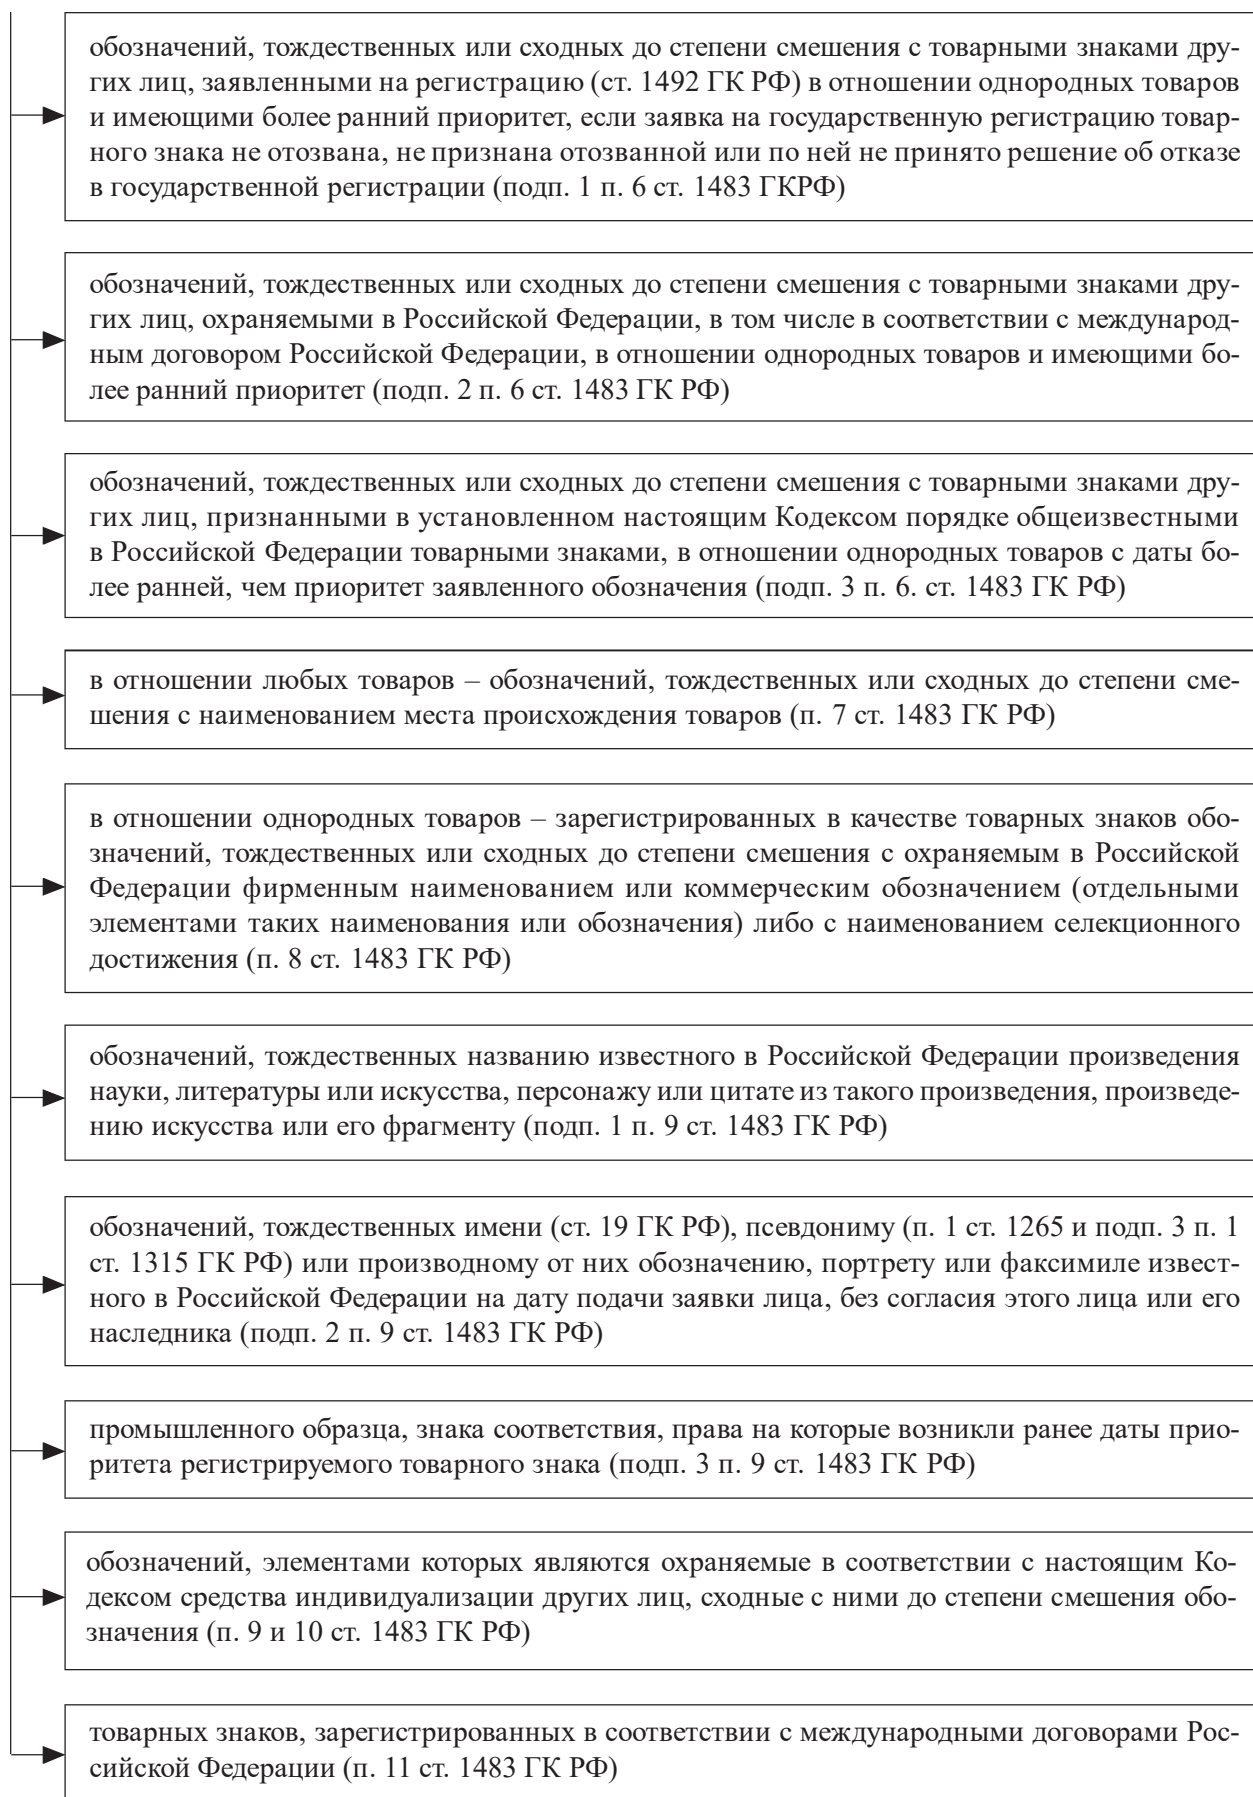 обозначений, тождественных или сходных до степени смешения с товарными знаками дру-
гих лиц, заявленными на регистрацию (ст. 1492 ГК РФ) в отношении однородных товаров
и имеющими более ранний приоритет, если заявка на государственную регистрацию товар-
ного знака не отозвана, не признана отозванной или по ней не принято решение об отказе
в государственной регистрации (подп. 1 п. 6 ст. 1483 ГКРФ)
обозначений, тождественных или сходных до степени смешения с товарными знаками дру-
гих лиц, охраняемыми в Российской Федерации, в том числе в соответствии с международ-
ным договором Российской Федерации, в отношении однородных товаров и имеющими бо-
лее ранний приоритет (подп. 2 п. 6 ст. 1483 ГК РФ)
обозначений, тождественных или сходных до степени смешения с товарными знаками дру-
гих лиц, признанными в установленном настоящим Кодексом порядке общеизвестными
в Российской Федерации товарными знаками, в отношении однородных товаров с даты бо-
лее ранней, чем приоритет заявленного обозначения (подп. 3 п. 6. ст. 1483 ГК РФ)
в отношении любых товаров – обозначений, тождественных или сходных до степени сме-
шения с наименованием места происхождения товаров (п. 7 ст. 1483 ГК РФ)
в отношении однородных товаров – зарегистрированных в качестве товарных знаков обо-
значений, тождественных или сходных до степени смешения с охраняемым в Российской
Федерации фирменным наименованием или коммерческим обозначением (отдельными
элементами таких наименования или обозначения) либо с наименованием селекционного
достижения (п. 8 ст. 1483 ГК РФ)
обозначений, тождественных названию известного в Российской Федерации произведения
науки, литературы или искусства, персонажу или цитате из такого произведения, произведе-
нию искусства или его фрагменту (подп. 1 п. 9 ст. 1483 ГК РФ)
обозначений, тождественных имени (ст. 19 ГК РФ), псевдониму (п. 1 ст. 1265 и подп. 3 п. 1
ст. 1315 ГК РФ) или производному от них обозначению, портрету или факсимиле извест-
ного в Российской Федерации на дату подачи заявки лица, без согласия этого лица или его
наследника (подп. 2 п. 9 ст. 1483 ГК РФ)
промышленного образца, знака соответствия, права на которые возникли ранее даты прио-
ритета регистрируемого товарного знака (подп. 3 п. 9 ст. 1483 ГК РФ)
обозначений, элементами которых являются охраняемые в соответствии с настоящим Ко-
дексом средства индивидуализации других лиц, сходные с ними до степени смешения обо-
значения (п. 9 и 10 ст. 1483 ГК РФ)
товарных знаков, зарегистрированных в соответствии с международными договорами Рос-
сийской Федерации (п. 11 ст. 1483 ГК РФ)